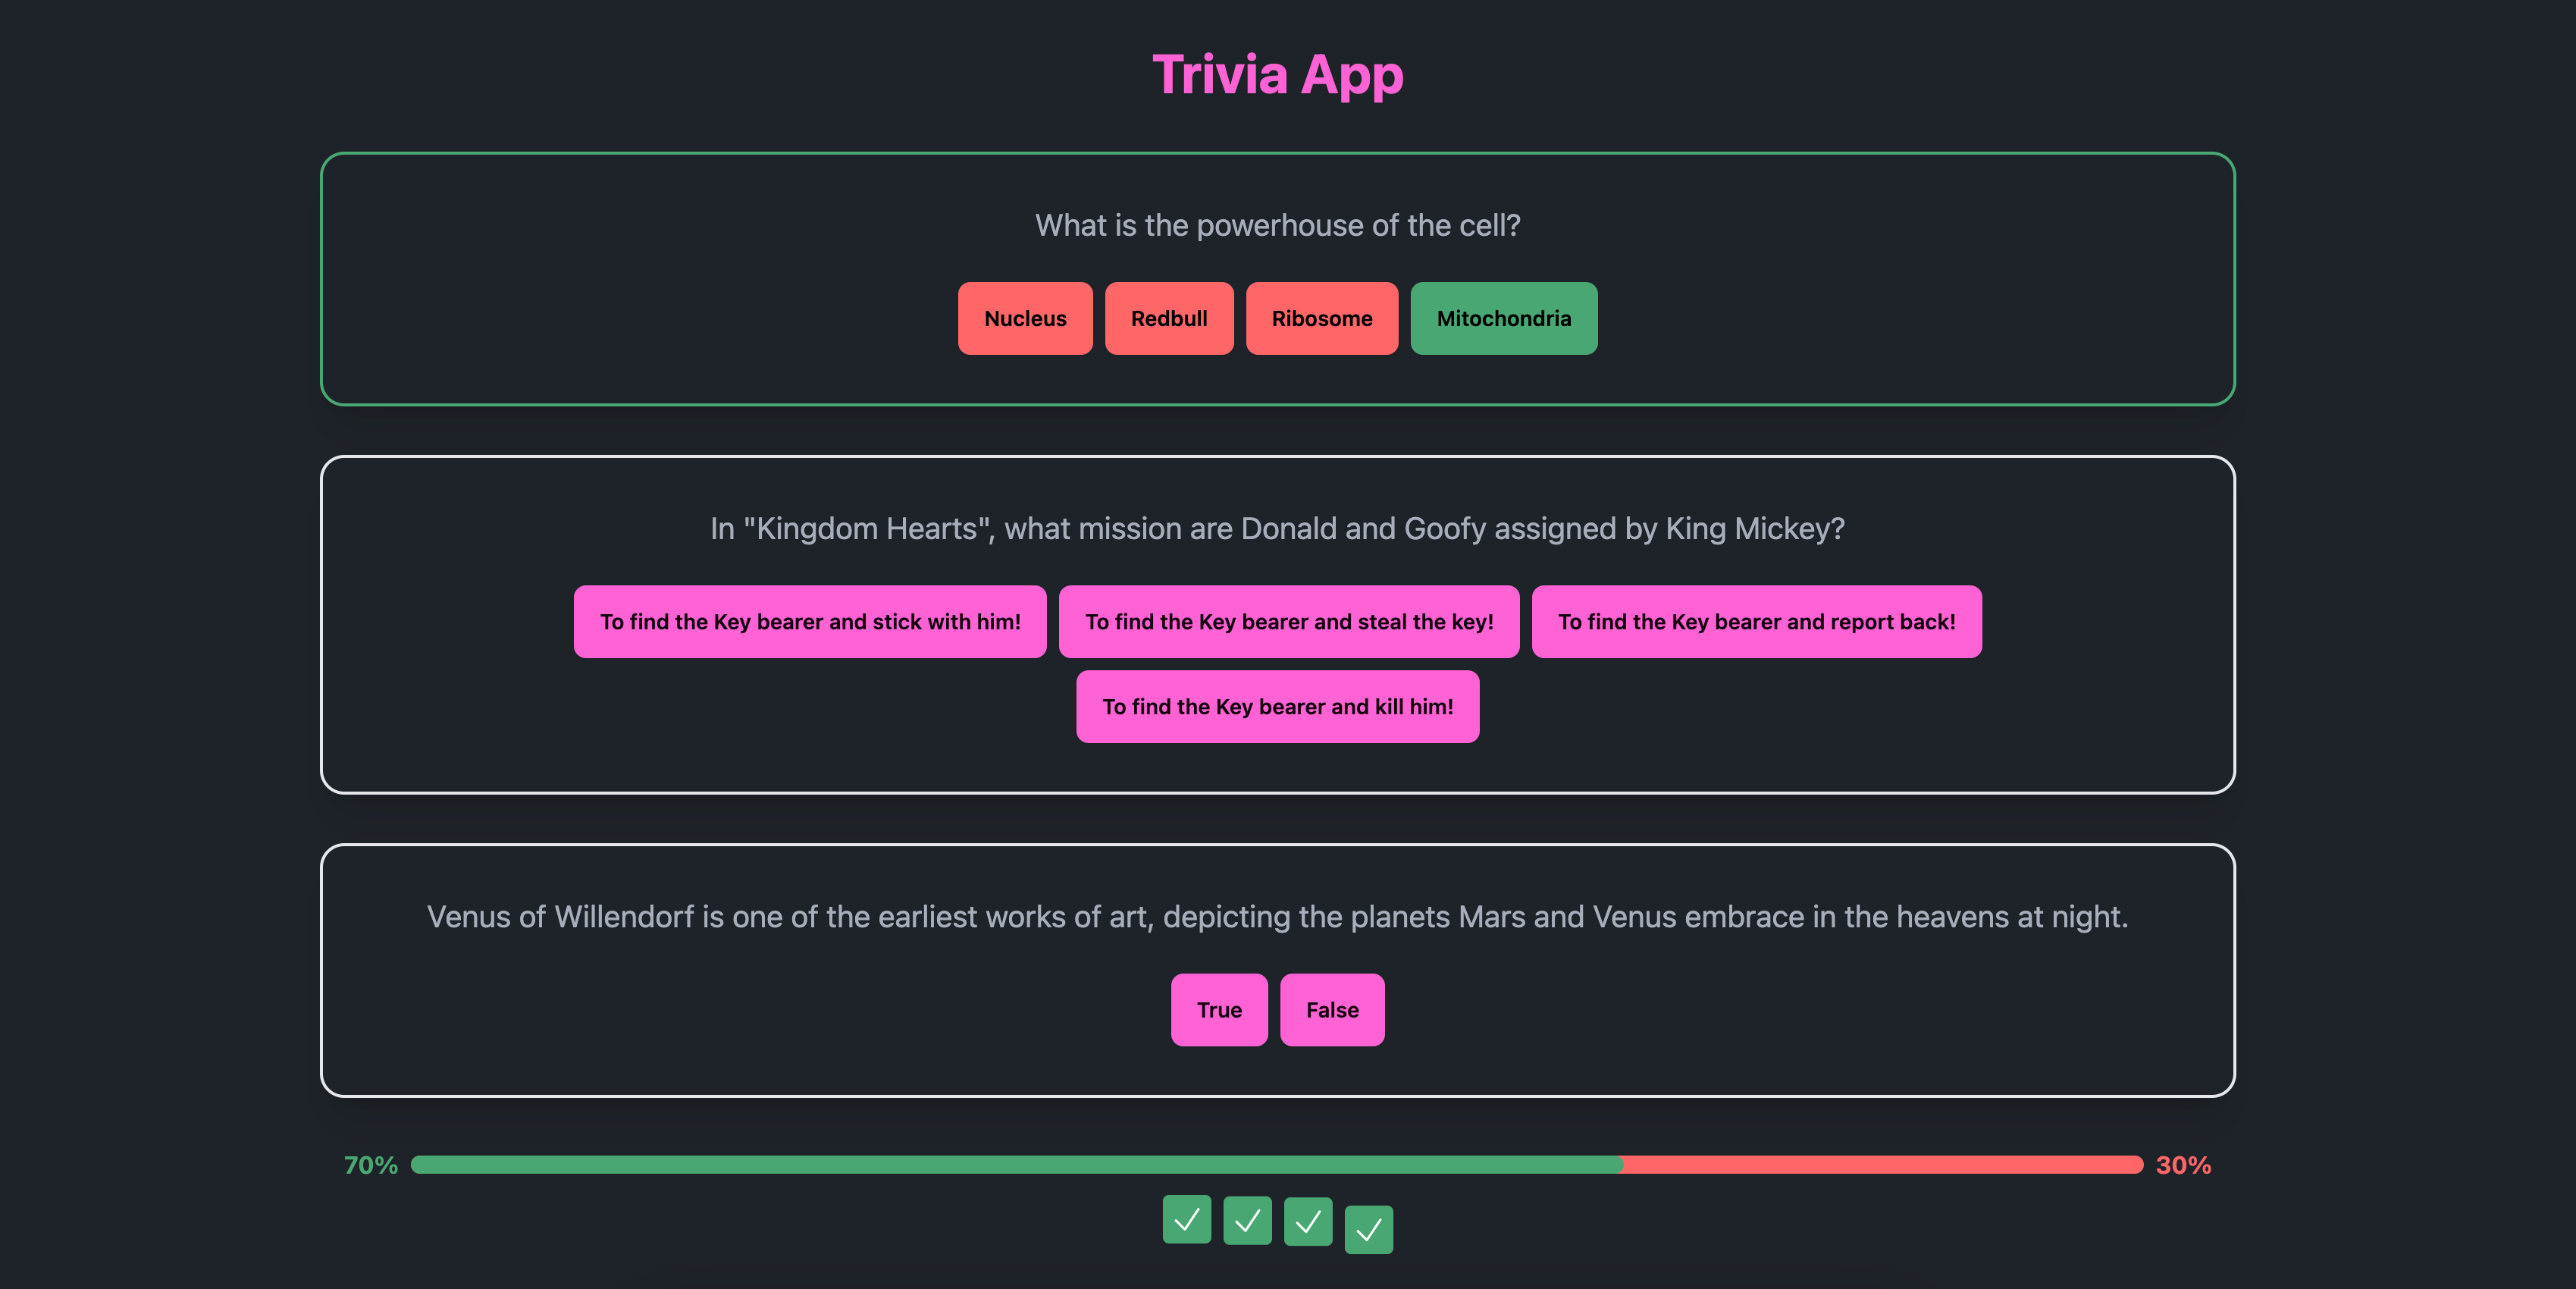 Trivia App
What is the powerhouse of the cell?
Nucleus Redbull Ribosome Mitochondria
In "Kingdom Hearts", what mission are Donald and Goofy assigned by King Mickey?
To find the Key bearer and stick with him! To find the Key bearer and steal the key! To find the Key bearer and report back!
To find the Key bearer and kill him!
Venus of Willendorf is one of the earliest works of art, depicting the planets Mars and Venus embrace in the heavens at night.
True False
70% 30%